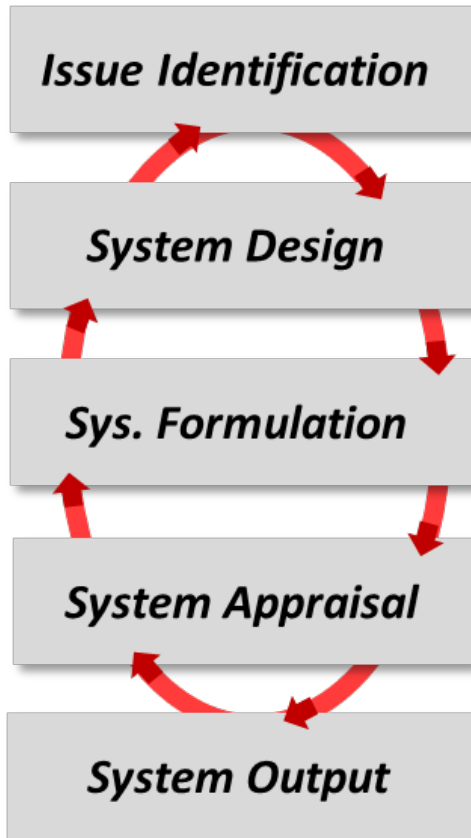 Issue Identification
System Design
Sys. Formulation
System Appraisal
System Output